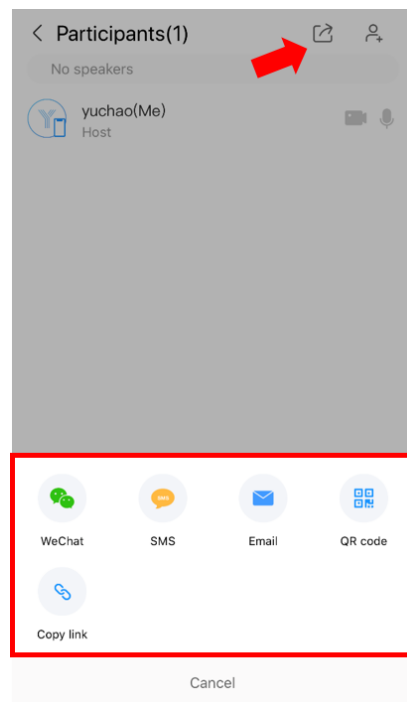 Participants(1)
No speakers
yuchao(Me)
Host
WeChat
SMS
Email
QR code
Copy link
Cancel